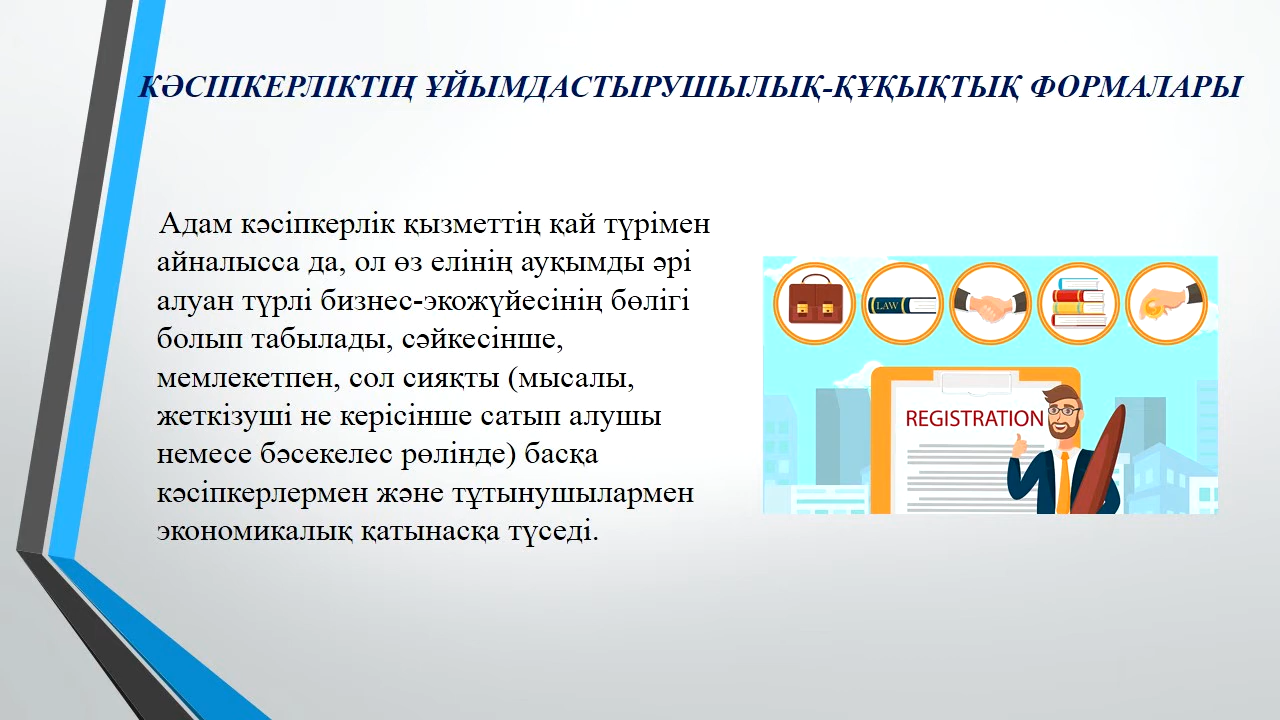 КӘСІПКЕРЛІКТІҢ ҰЙЫМДАСТЫРУШЫЛЫҚ-ҚҰҚЫҚТЫҚ ФОРМАЛАРЫ
Адам кәсіпкерлік қызметтің қай түрімен
айналысса да, ол өз елінің ауқымды әрі
алуан түрлі бизнес-экожүйесінің бөлігі
болып табылады, сәйкесінше,
мемлекетпен, сол сияқты (мысалы,
жеткізуші не керісінше сатып алушы
немесе бәсекелес рөлінде) басқа
кәсіпкерлермен және тұтынушылармен
экономикалық қатынасқа түседі.
LAW
REGISTRATION